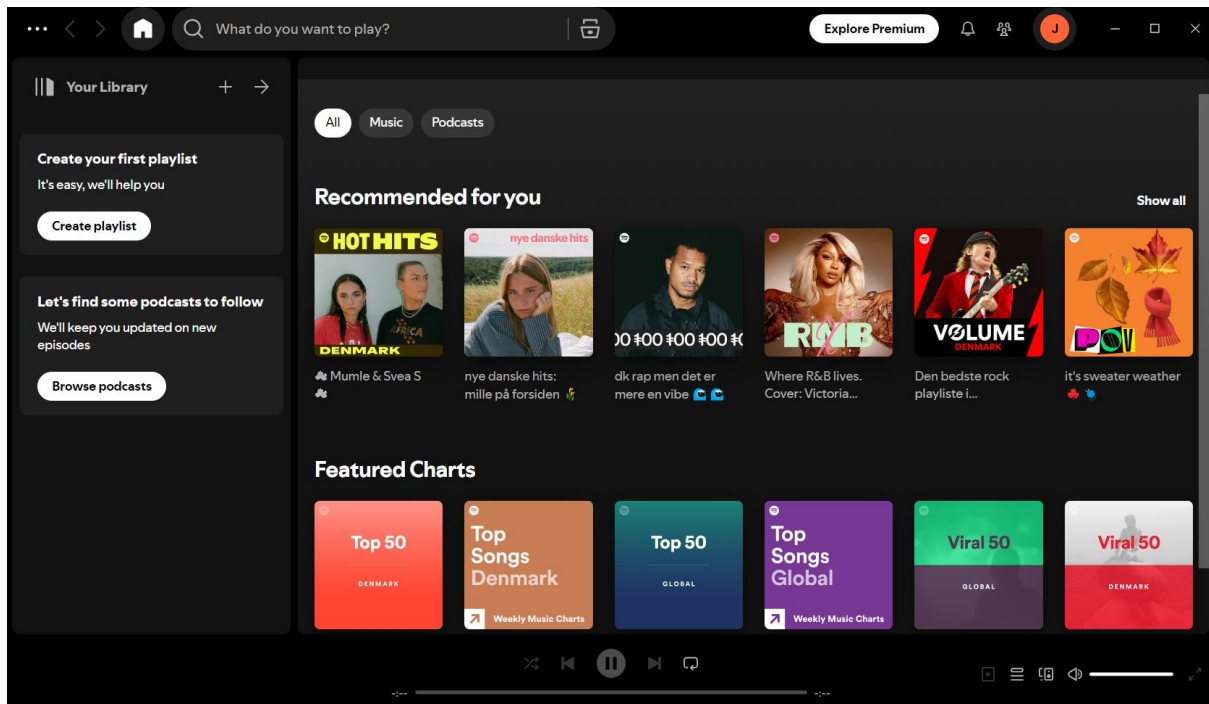 What do you want to play?
Explore Premium
J
Your Library
Create your first playlist
It's easy, we'll help you
Create playlist
Let's find some podcasts to follow
We'll keep you updated on new
episodes
Browse podcasts
All
Music
Podcasts
Recommended for you
Show all
HOT HITS
DENMARK
nye danske hits
R&B
VØLUME
DENMARK
POV
Mumle & Svea S
nye danske hits:
mille på forsiden
dk rap men det er
mere en vibe
Where R&B lives.
Cover: Victoria...
Den bedste rock
playliste i...
it's sweater weather
Featured Charts
Top 50
DENMARK
Top
Songs
Denmark
Weekly Music Charts
Top 50
GLOBAL
Top
Songs
Global
Weekly Music Charts
Viral 50
GLOBAL
Viral 50
DENMARK
-:--
-:--